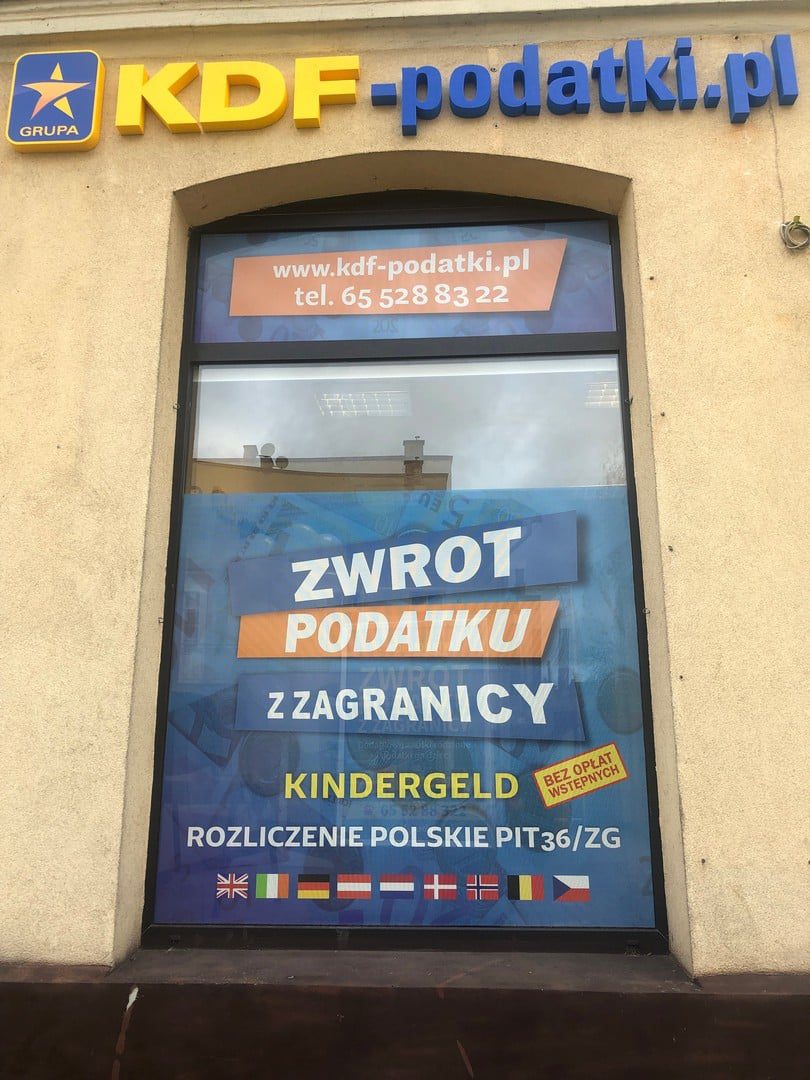 GRUPA
KDF-podatki.pl
www.kdf-podatki.pl
tel. 65 528 83 22
ZWROT
PODATKU
Z ZAGRANICY
KINDERGELD
BEZ OPŁAT
WSTĘPNYCH
ROZLICZENIE POLSKIE PIT36/ZG